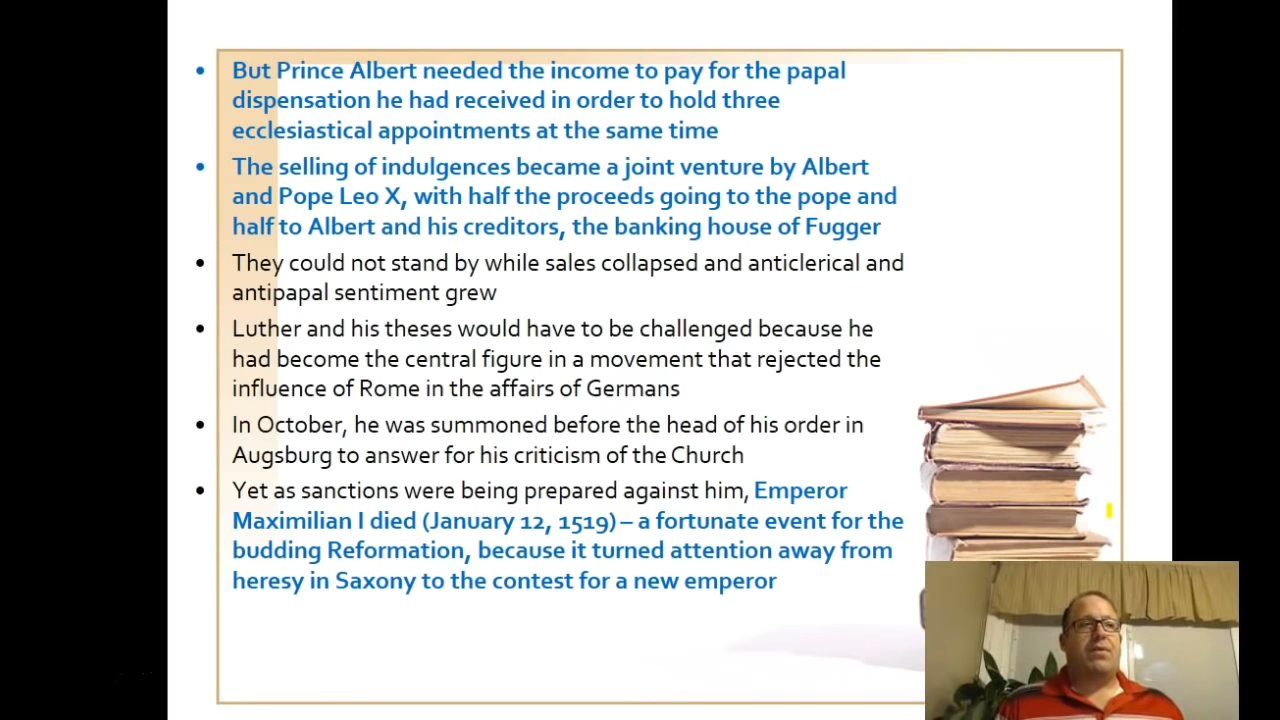 • But Prince Albert needed the income to pay for the papal
dispensation he had received in order to hold three
ecclesiastical appointments at the same time
• The selling of indulgences became a joint venture by Albert
and Pope Leo X, with half the proceeds going to the pope and
half to Albert and his creditors, the banking house of Fugger
• They could not stand by while sales collapsed and anticlerical and
antipapal sentiment grew
• Luther and his theses would have to be challenged because he
had become the central figure in a movement that rejected the
influence of Rome in the affairs of Germans
• In October, he was summoned before the head of his order in
Augsburg to answer for his criticism of the Church
• Yet as sanctions were being prepared against him, Emperor
Maximilian I died (January 12, 1519) – a fortunate event for the
budding Reformation, because it turned attention away from
heresy in Saxony to the contest for a new emperor